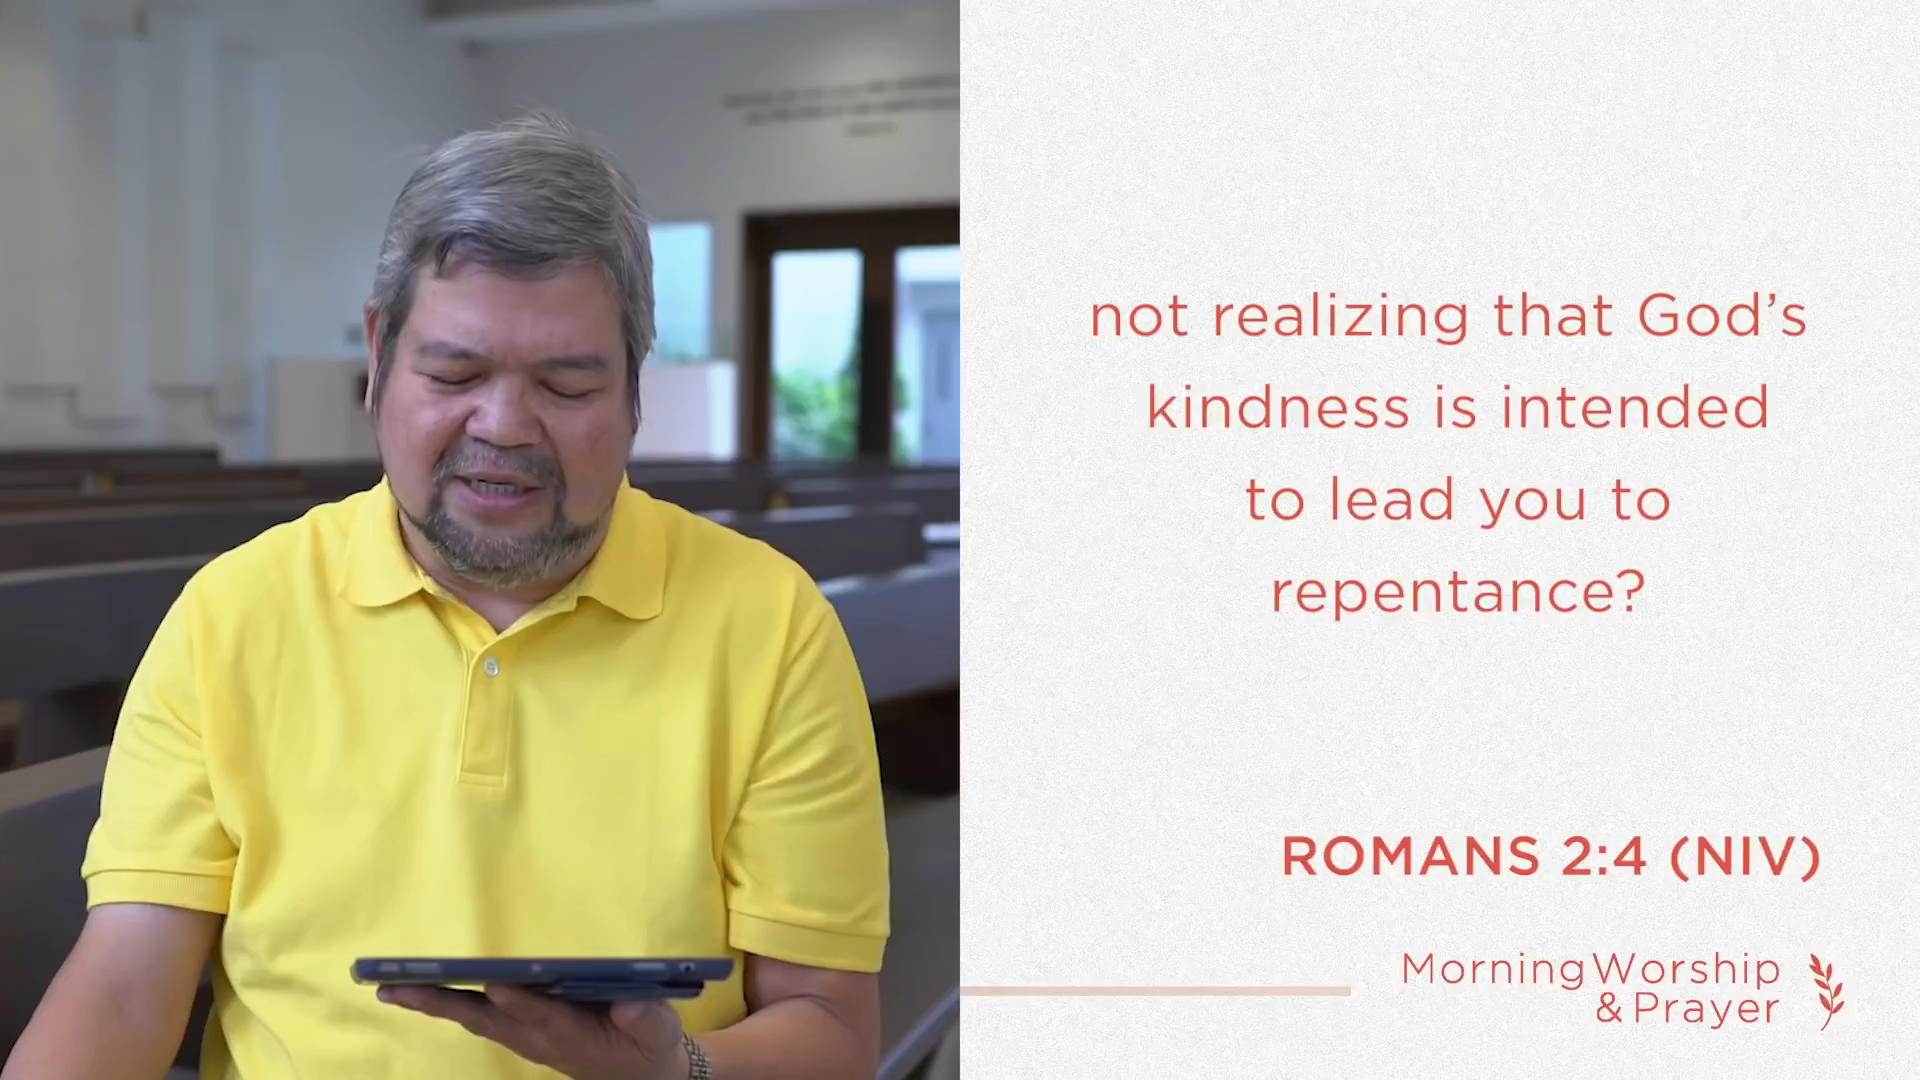 not realizing that God’s
kindness is intended
to lead you to
repentance?
ROMANS 2:4 (NIV)
Morning Worship
& Prayer